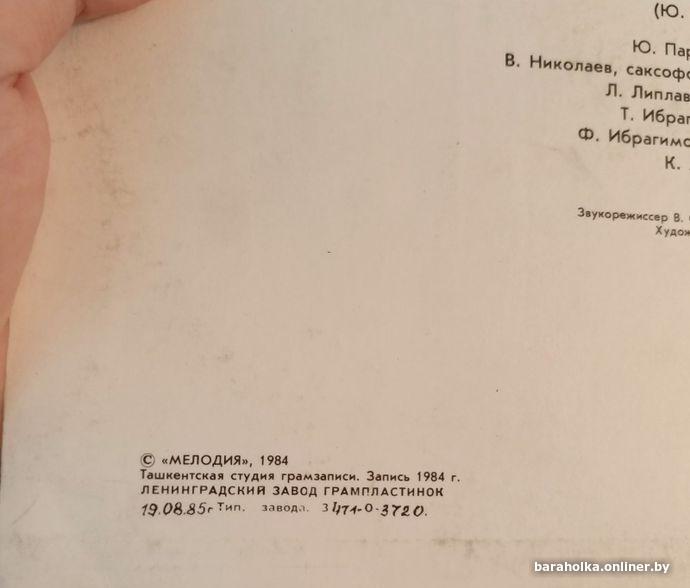 (Ю.
Ю. Пар
В. Николаев, саксофо
Л. Липлав
Т. Ибраг
Ф. Ибрагимо
К.
Звукорежиссер В.
Худож
© «МЕЛОДИЯ», 1984
Ташкентская студия грамзаписи. Запись 1984 г.
ЛЕНИНГРАДСКИЙ ЗАВОД ГРАМПЛАСТИНОК
19.08.85г Тип. завода. З 471-0-3720.
baraholka.onliner.by